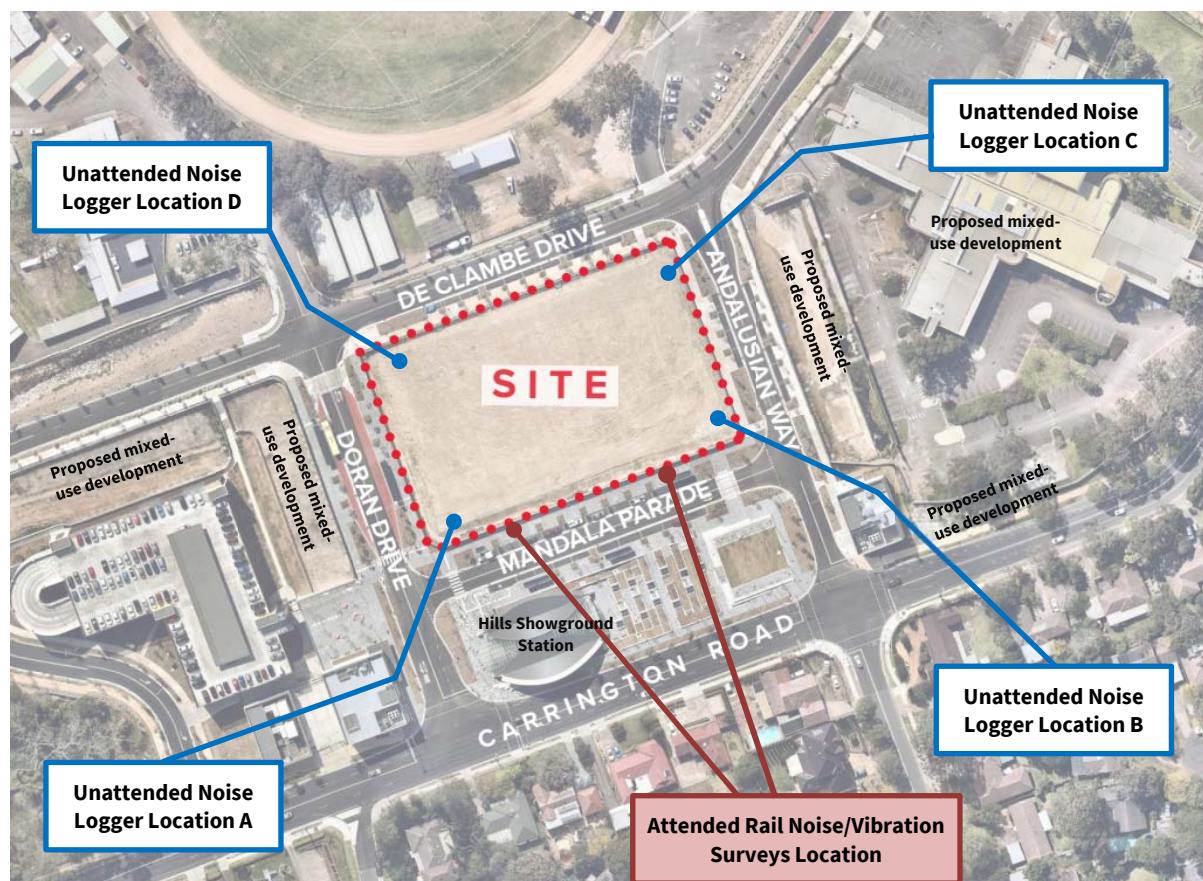 Unattended Noise
Logger Location C
Unattended Noise
Logger Location D
Proposed mixed-
use development
DE CLAMBE DRIVE
ANDALUSIAN WAY
Proposed mixed-
use development
SITE
Proposed mixed-
use development
Proposed mixed-
use development
DORAN DRIVE
MANDALA PARADE
Proposed mixed-
use development
Hills Showground
Station
CARRINGTON ROAD
Unattended Noise
Logger Location B
Unattended Noise
Logger Location A
Attended Rail Noise/Vibration
Surveys Location